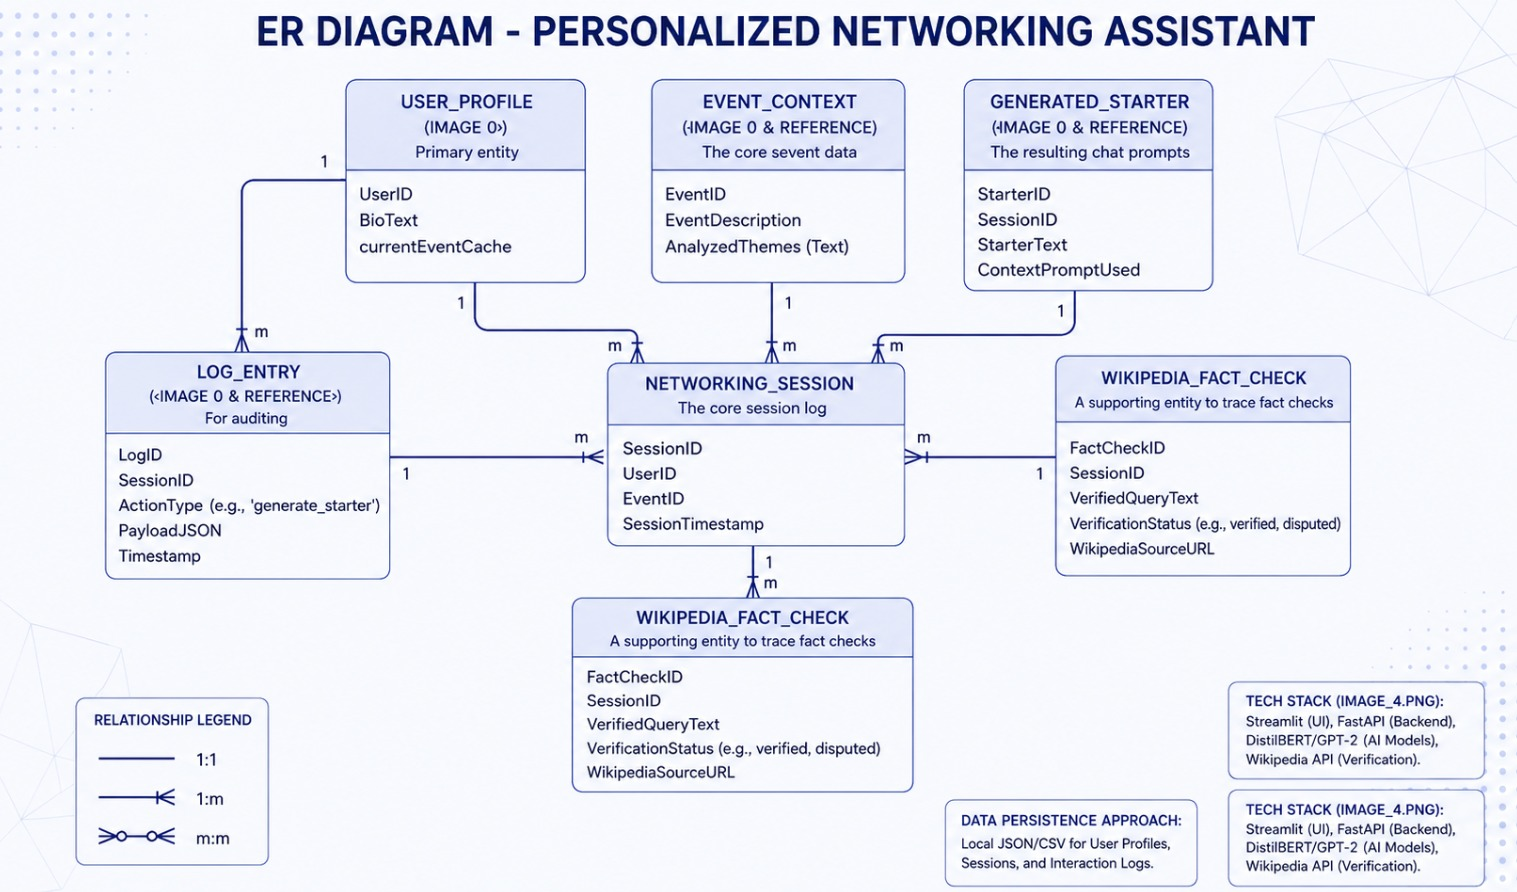 ER DIAGRAM - PERSONALIZED NETWORKING ASSISTANT
USER_PROFILE
(IMAGE 0›)
Primary entity
UserID
BioText
currentEventCache
EVENT_CONTEXT
(‹IMAGE 0 & REFERENCE)
The core sevent data
EventID
EventDescription
AnalyzedThemes (Text)
GENERATED_STARTER
(‹IMAGE 0 & REFERENCE)
The resulting chat prompts
StarterID
SessionID
StarterText
ContextPromptUsed
1
1
1
1
m
m
m
m
LOG_ENTRY
(‹IMAGE 0 & REFERENCE›)
For auditing
LogID
SessionID
ActionType (e.g., 'generate_starter')
PayloadJSON
Timestamp
1
m
NETWORKING_SESSION
The core session log
SessionID
UserID
EventID
SessionTimestamp
m
1
WIKIPEDIA_FACT_CHECK
A supporting entity to trace fact checks
FactCheckID
SessionID
VerifiedQueryText
VerificationStatus (e.g., verified, disputed)
WikipediaSourceURL
1
m
WIKIPEDIA_FACT_CHECK
A supporting entity to trace fact checks
FactCheckID
SessionID
VerifiedQueryText
VerificationStatus (e.g., verified, disputed)
WikipediaSourceURL
RELATIONSHIP LEGEND
1:1
1:m
m:m
DATA PERSISTENCE APPROACH:
Local JSON/CSV for User Profiles,
Sessions, and Interaction Logs.
TECH STACK (IMAGE_4.PNG):
Streamlit (UI), FastAPI (Backend),
DistilBERT/GPT-2 (AI Models),
Wikipedia API (Verification).
TECH STACK (IMAGE_4.PNG):
Streamlit (UI), FastAPI (Backend),
DistilBERT/GPT-2 (AI Models),
Wikipedia API (Verification).